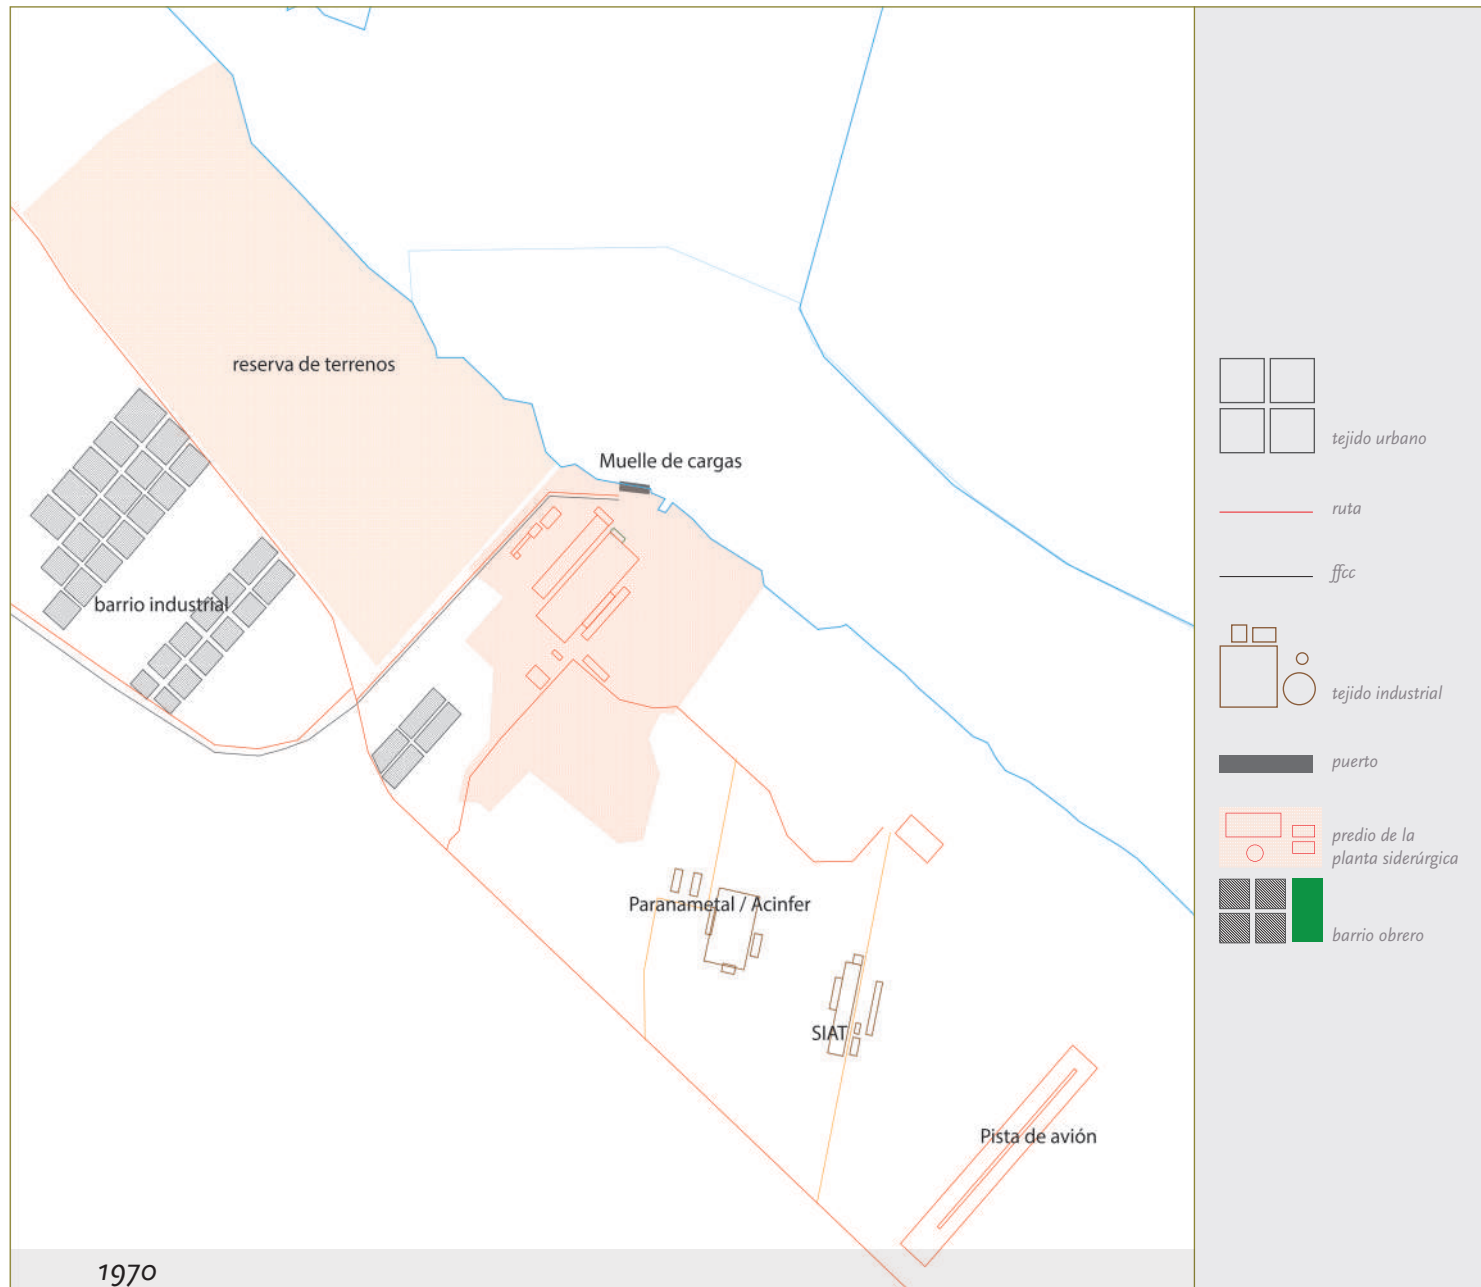 reserva de terrenos
Muelle de cargas
barrio industrial
Paranametal / Acinfer
SIAT
Pista de avión
1970
tejido urbano
ruta
ffcc
tejido industrial
puerto
predio de la
planta siderúrgica
barrio obrero